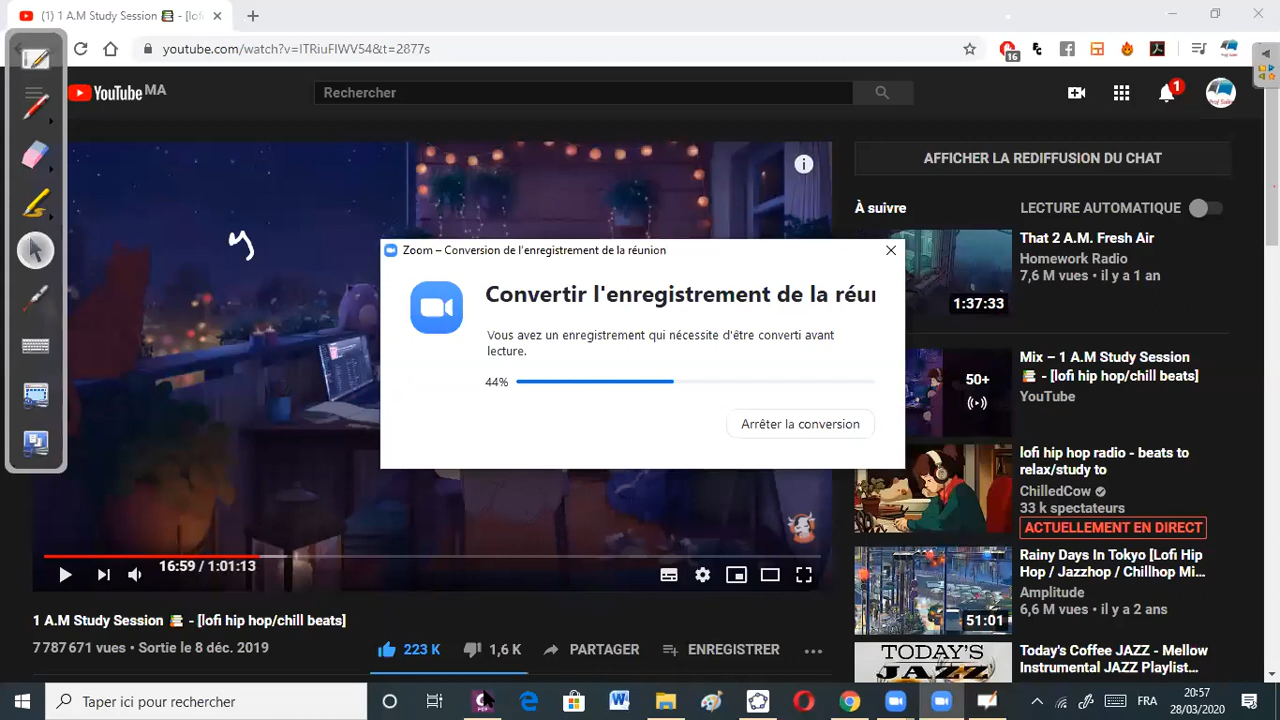 (1) 1 A.M Study Session 📚 - [lof
youtube.com/watch?v=lTRiuFIWV54&t=2877s
16
YouTube MA
Rechercher
1
AFFICHER LA REDIFFUSION DU CHAT
À suivre
LECTURE AUTOMATIQUE
That 2 A.M. Fresh Air
Homework Radio
7,6 M vues • il y a 1 an
1:37:33
Zoom – Conversion de l'enregistrement de la réunion
Convertir l'enregistrement de la réur
Vous avez un enregistrement qui nécessite d'être converti avant
lecture.
44%
Arrêter la conversion
50+
Mix – 1 A.M Study Session
📚 - [lofi hip hop/chill beats]
YouTube
lofi hip hop radio - beats to
relax/study to
ChilledCow
33 k spectateurs
ACTUELLEMENT EN DIRECT
Rainy Days In Tokyo [Lofi Hip
Hop / Jazzhop / Chillhop Mi...
Amplitude
6,6 M vues • il y a 2 ans
51:01
16:59 / 1:01:13
1 A.M Study Session 📚 - [lofi hip hop/chill beats]
7 787 671 vues • Sortie le 8 déc. 2019
223 K
1,6 K
PARTAGER
ENREGISTRER
TODAY'S
JAZZ
Today's Coffee JAZZ - Mellow
Instrumental JAZZ Playlist...
Taper ici pour rechercher
FRA
20:57
28/03/2020